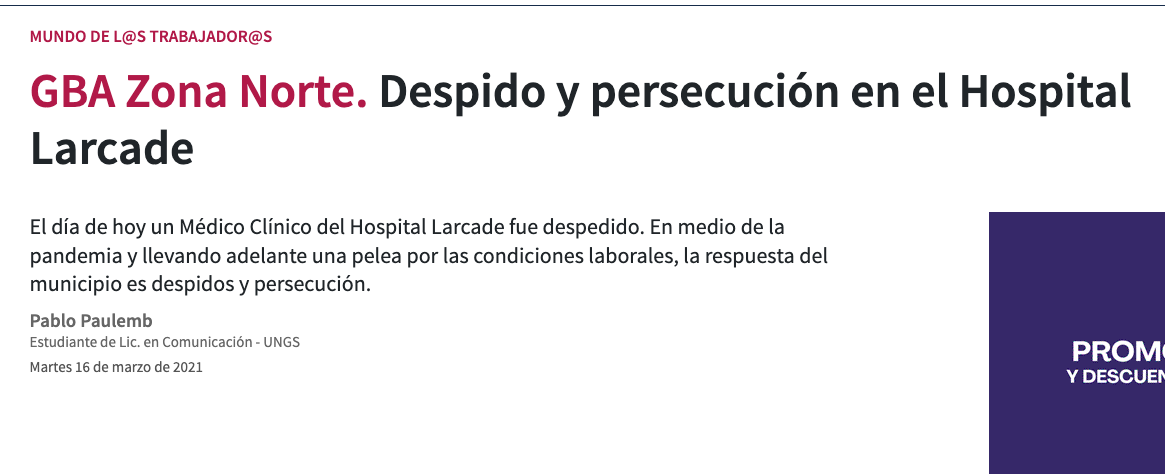 MUNDO DE L@S TRABAJADOR@S
GBA Zona Norte. Despido y persecución en el Hospital
Larcade
El día de hoy un Médico Clínico del Hospital Larcade fue despedido. En medio de la
pandemia y llevando adelante una pelea por las condiciones laborales, la respuesta del
municipio es despidos y persecución.
Pablo Paulemb
Estudiante de Lic. en Comunicación - UNGS
Martes 16 de marzo de 2021
Y